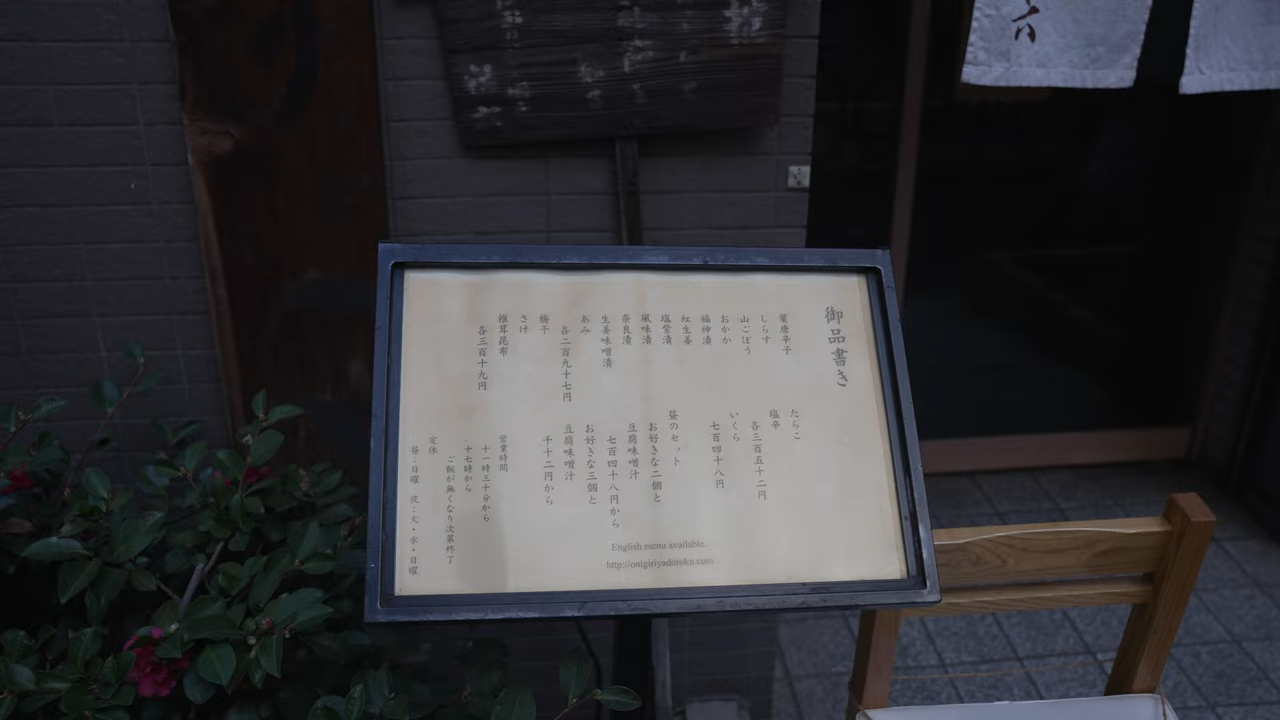 六
御品書き
葉唐辛子
しらす
山ごぼう
おかか
福神漬
紅生姜
塩紫漬
風味漬
奈良漬
生姜味噌漬
あみ
各二百九十七円
梅干
さけ
椎茸昆布
各三百十九円
たらこ
塩辛
各三百五十二円
いくら
七百四十八円
昼のセット
お好きな二個と
豆腐味噌汁
七百四十八円から
お好きな三個と
豆腐味噌汁
千十二円から
営業時間
十一時三十分から
十七時から
ご飯が無くなり次第終了
定休
昼：日曜　夜：火・水・日曜
English menu available.
http://onigiriyadoroku.com